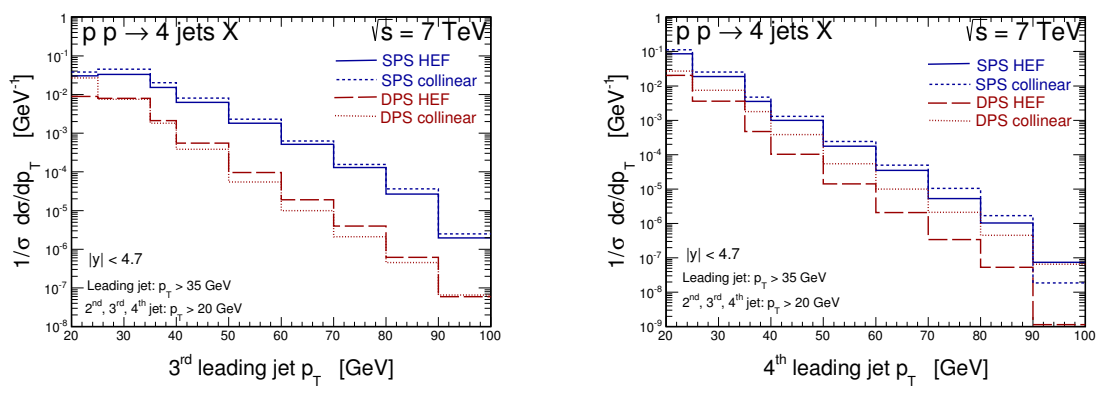 p p → 4 jets X √s = 7 TeV
SPS HEF
SPS collinear
DPS HEF
DPS collinear
1/σ dσ/dp_T [GeV⁻¹]
1
10⁻¹
10⁻²
10⁻³
10⁻⁴
10⁻⁵
10⁻⁶
10⁻⁷
10⁻⁸
|y| < 4.7
Leading jet: p_T > 35 GeV
2ⁿᵈ, 3ʳᵈ, 4ᵗʰ jet: p_T > 20 GeV
20 30 40 50 60 70 80 90 100
3ʳᵈ leading jet p_T [GeV]
p p → 4 jets X √s = 7 TeV
SPS HEF
SPS collinear
DPS HEF
DPS collinear
1/σ dσ/dp_T [GeV⁻¹]
1
10⁻¹
10⁻²
10⁻³
10⁻⁴
10⁻⁵
10⁻⁶
10⁻⁷
10⁻⁸
10⁻⁹
|y| < 4.7
Leading jet: p_T > 35 GeV
2ⁿᵈ, 3ʳᵈ, 4ᵗʰ jet: p_T > 20 GeV
20 30 40 50 60 70 80 90 100
4ᵗʰ leading jet p_T [GeV]